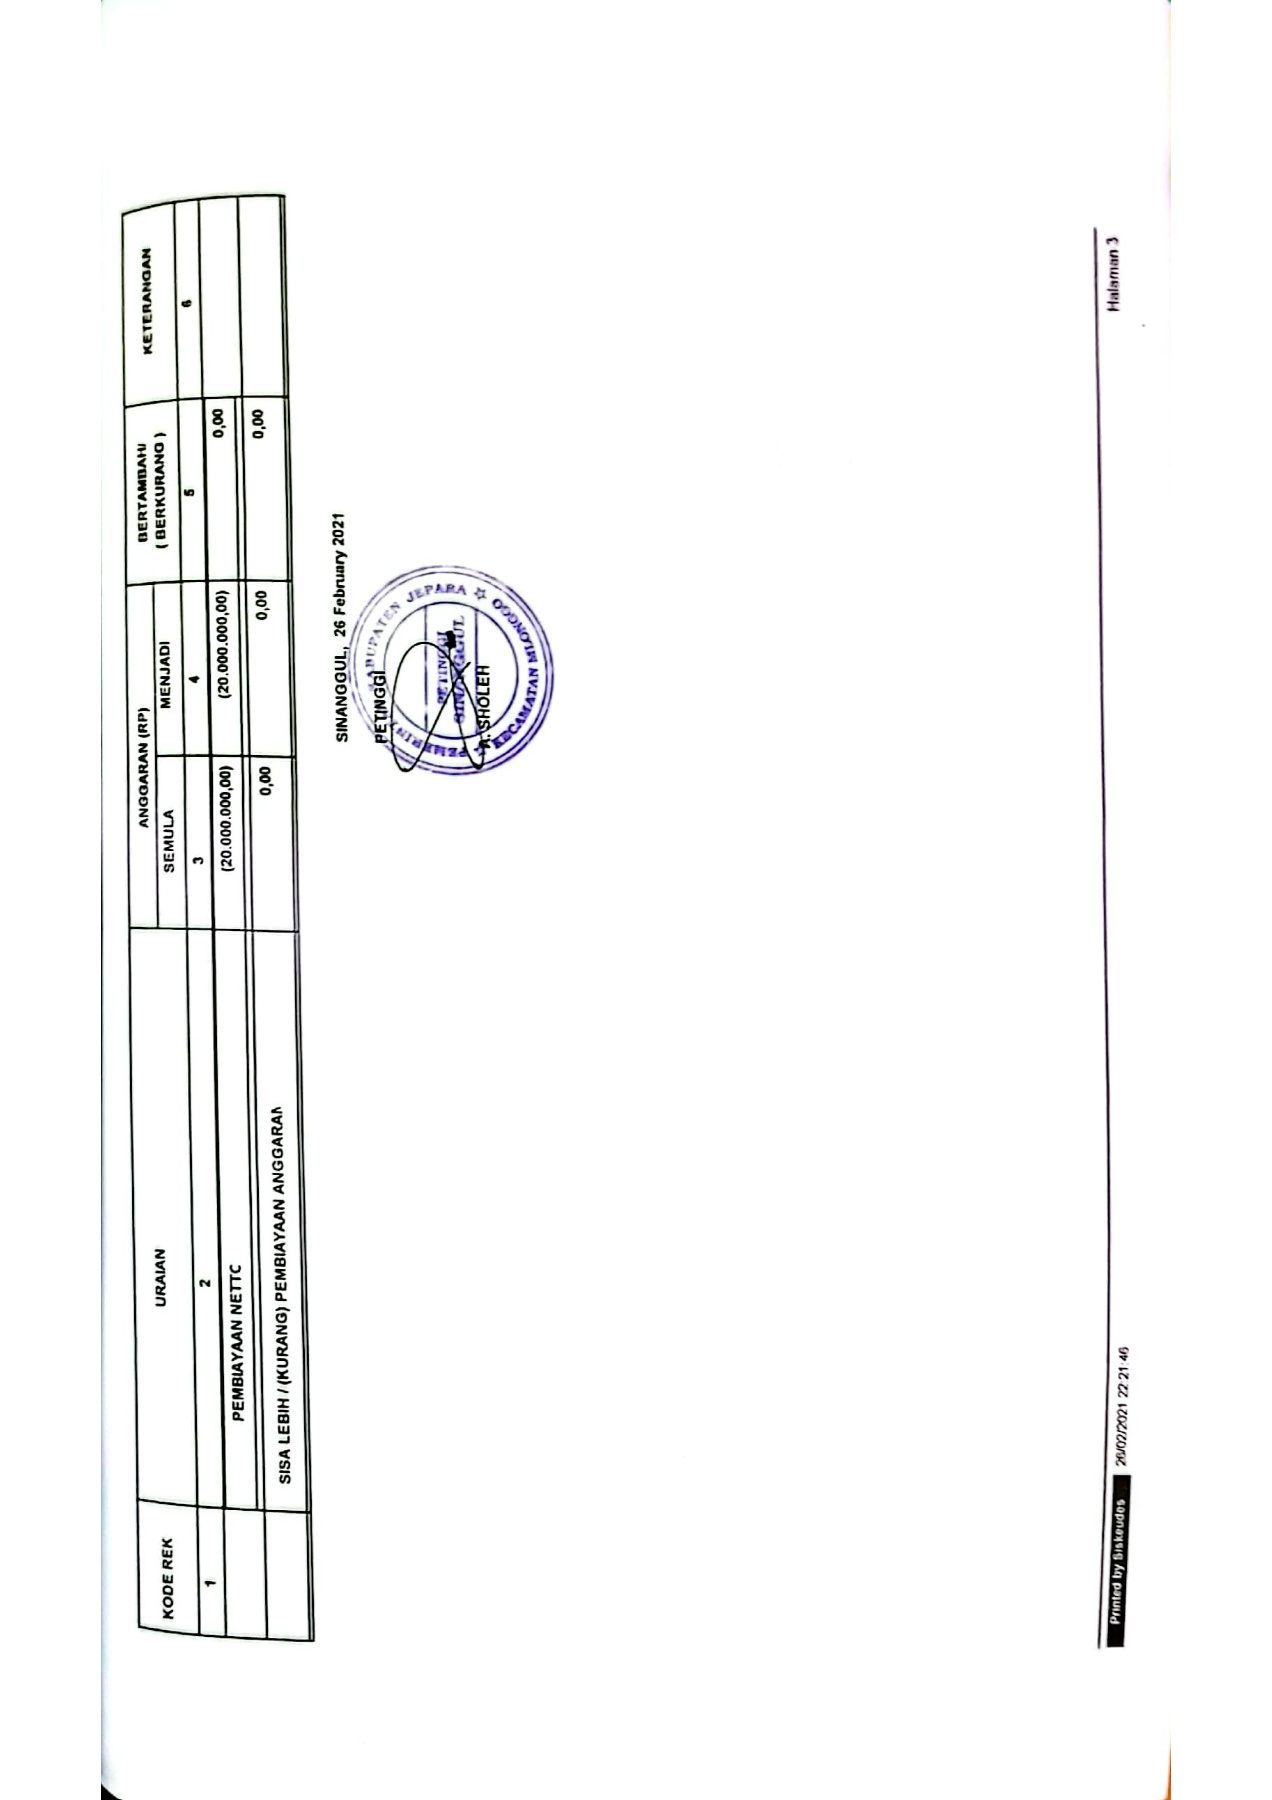 KODE REK URAIAN ANGGARAN (RP) BERTAMBAH/ ( BERKURANG ) KETERANGAN
SEMULA MENJADI
1 2 3 4 5 6
PEMBIAYAAN NETTO (20.000.000,00) (20.000.000,00) 0,00
SISA LEBIH / (KURANG) PEMBIAYAAN ANGGARAN 0,00 0,00 0,00
SINANGGUL, 26 February 2021
PETINGGI
PEMERINTAH KABUPATEN JEPARA
PETINGGI
SINANGGUL
KECAMATAN MLONGGO
A. SHOLEH
Printed by Siskeudes 26/02/2021 22:21:46 Halaman 3